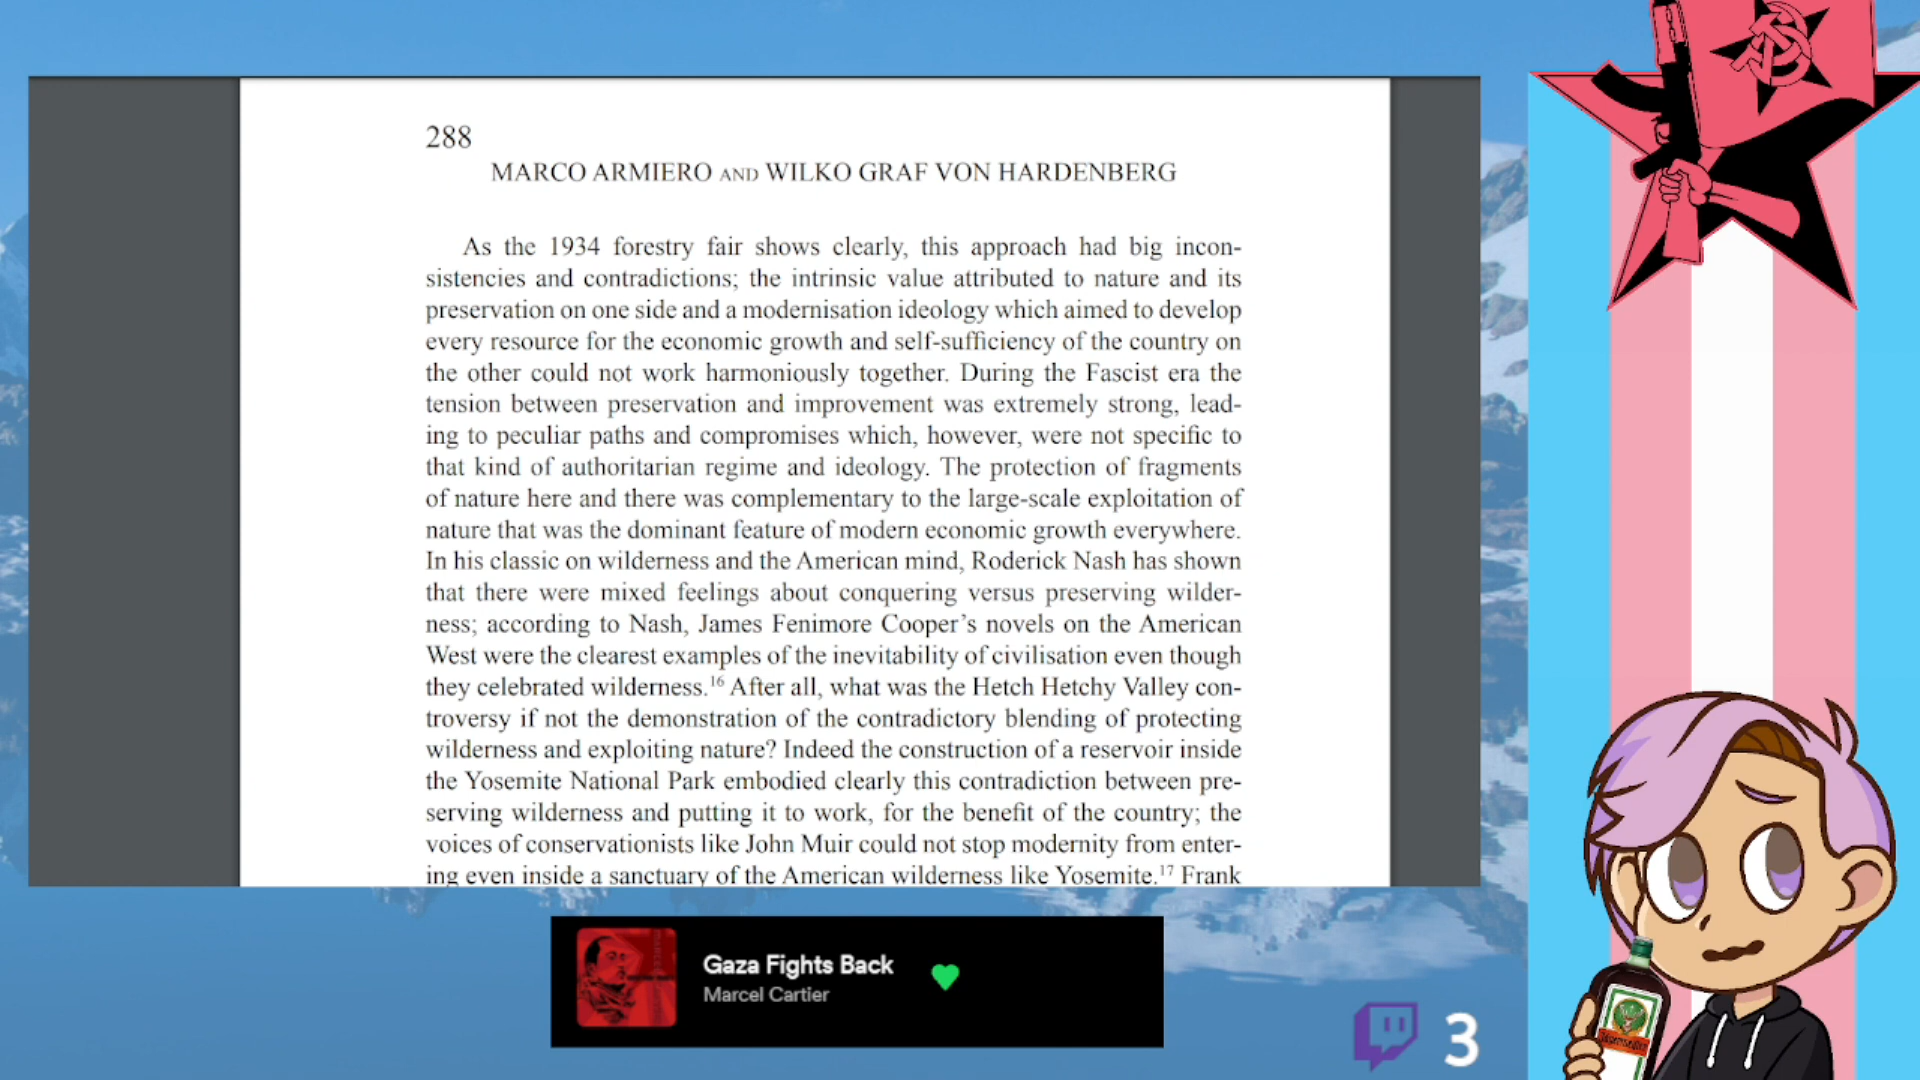 288
MARCO ARMIERO AND WILKO GRAF VON HARDENBERG
As the 1934 forestry fair shows clearly, this approach had big incon-
sistencies and contradictions; the intrinsic value attributed to nature and its
preservation on one side and a modernisation ideology which aimed to develop
every resource for the economic growth and self-sufficiency of the country on
the other could not work harmoniously together. During the Fascist era the
tension between preservation and improvement was extremely strong, lead-
ing to peculiar paths and compromises which, however, were not specific to
that kind of authoritarian regime and ideology. The protection of fragments
of nature here and there was complementary to the large-scale exploitation of
nature that was the dominant feature of modern economic growth everywhere.
In his classic on wilderness and the American mind, Roderick Nash has shown
that there were mixed feelings about conquering versus preserving wilder-
ness; according to Nash, James Fenimore Cooper's novels on the American
West were the clearest examples of the inevitability of civilisation even though
they celebrated wilderness.16 After all, what was the Hetch Hetchy Valley con-
troversy if not the demonstration of the contradictory blending of protecting
wilderness and exploiting nature? Indeed the construction of a reservoir inside
the Yosemite National Park embodied clearly this contradiction between pre-
serving wilderness and putting it to work, for the benefit of the country; the
voices of conservationists like John Muir could not stop modernity from enter-
ing even inside a sanctuary of the American wilderness like Yosemite.17 Frank
Gaza Fights Back
Marcel Cartier
3